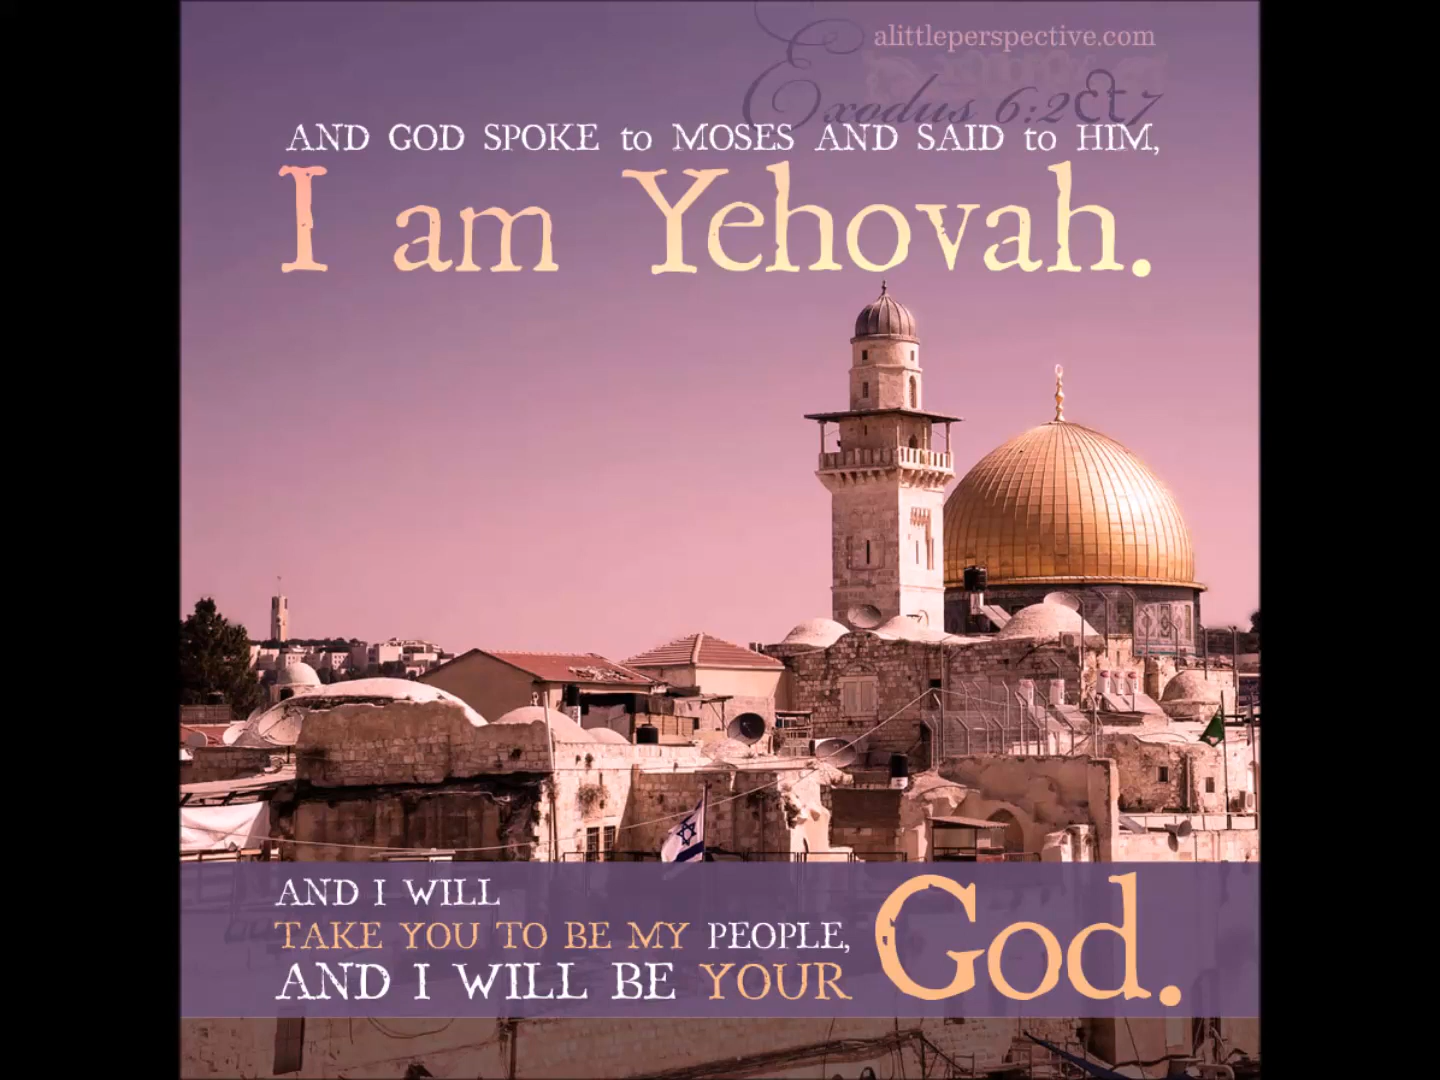 alittleperspective.com
Exodus 6:2 & 7
AND GOD SPOKE to MOSES AND SAID to HIM,
I am Yehovah.
AND I WILL
TAKE YOU TO BE MY PEOPLE,
AND I WILL BE YOUR God.